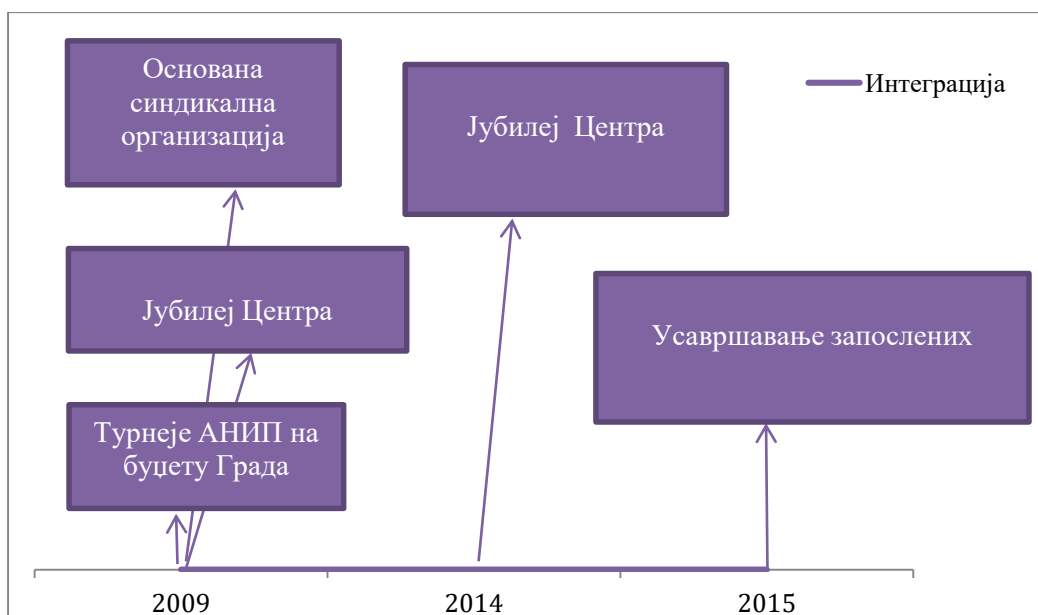 Основана
синдикална
организација
Јубилеј Центра
Интеграција
Јубилеј Центра
Усавршавање запослених
Турнеје АНИП на
буџету Града
2009
2014
2015